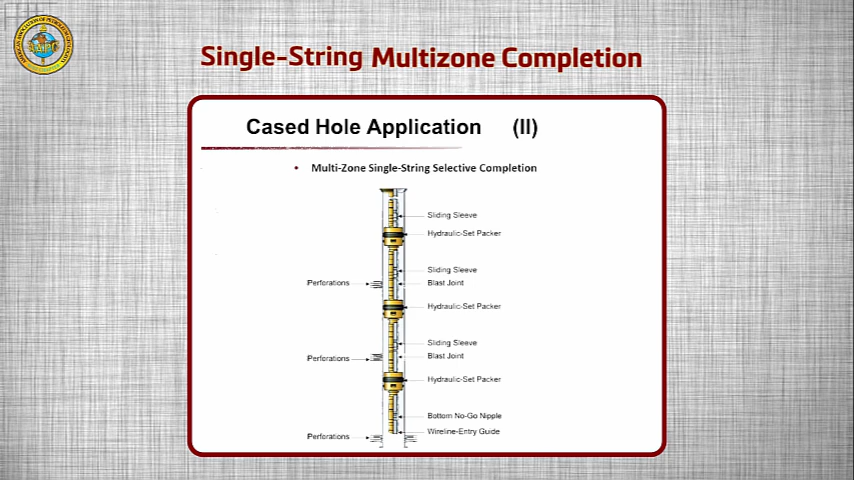 Single-String Multizone Completion
Cased Hole Application (II)
• Multi-Zone Single-String Selective Completion
Sliding Sleeve
Hydraulic-Set Packer
Sliding Sleeve
Perforations
Blast Joint
Hydraulic-Set Packer
Sliding Sleeve
Blast Joint
Perforations
Hydraulic-Set Packer
Bottom No-Go Nipple
Wireline-Entry Guide
Perforations